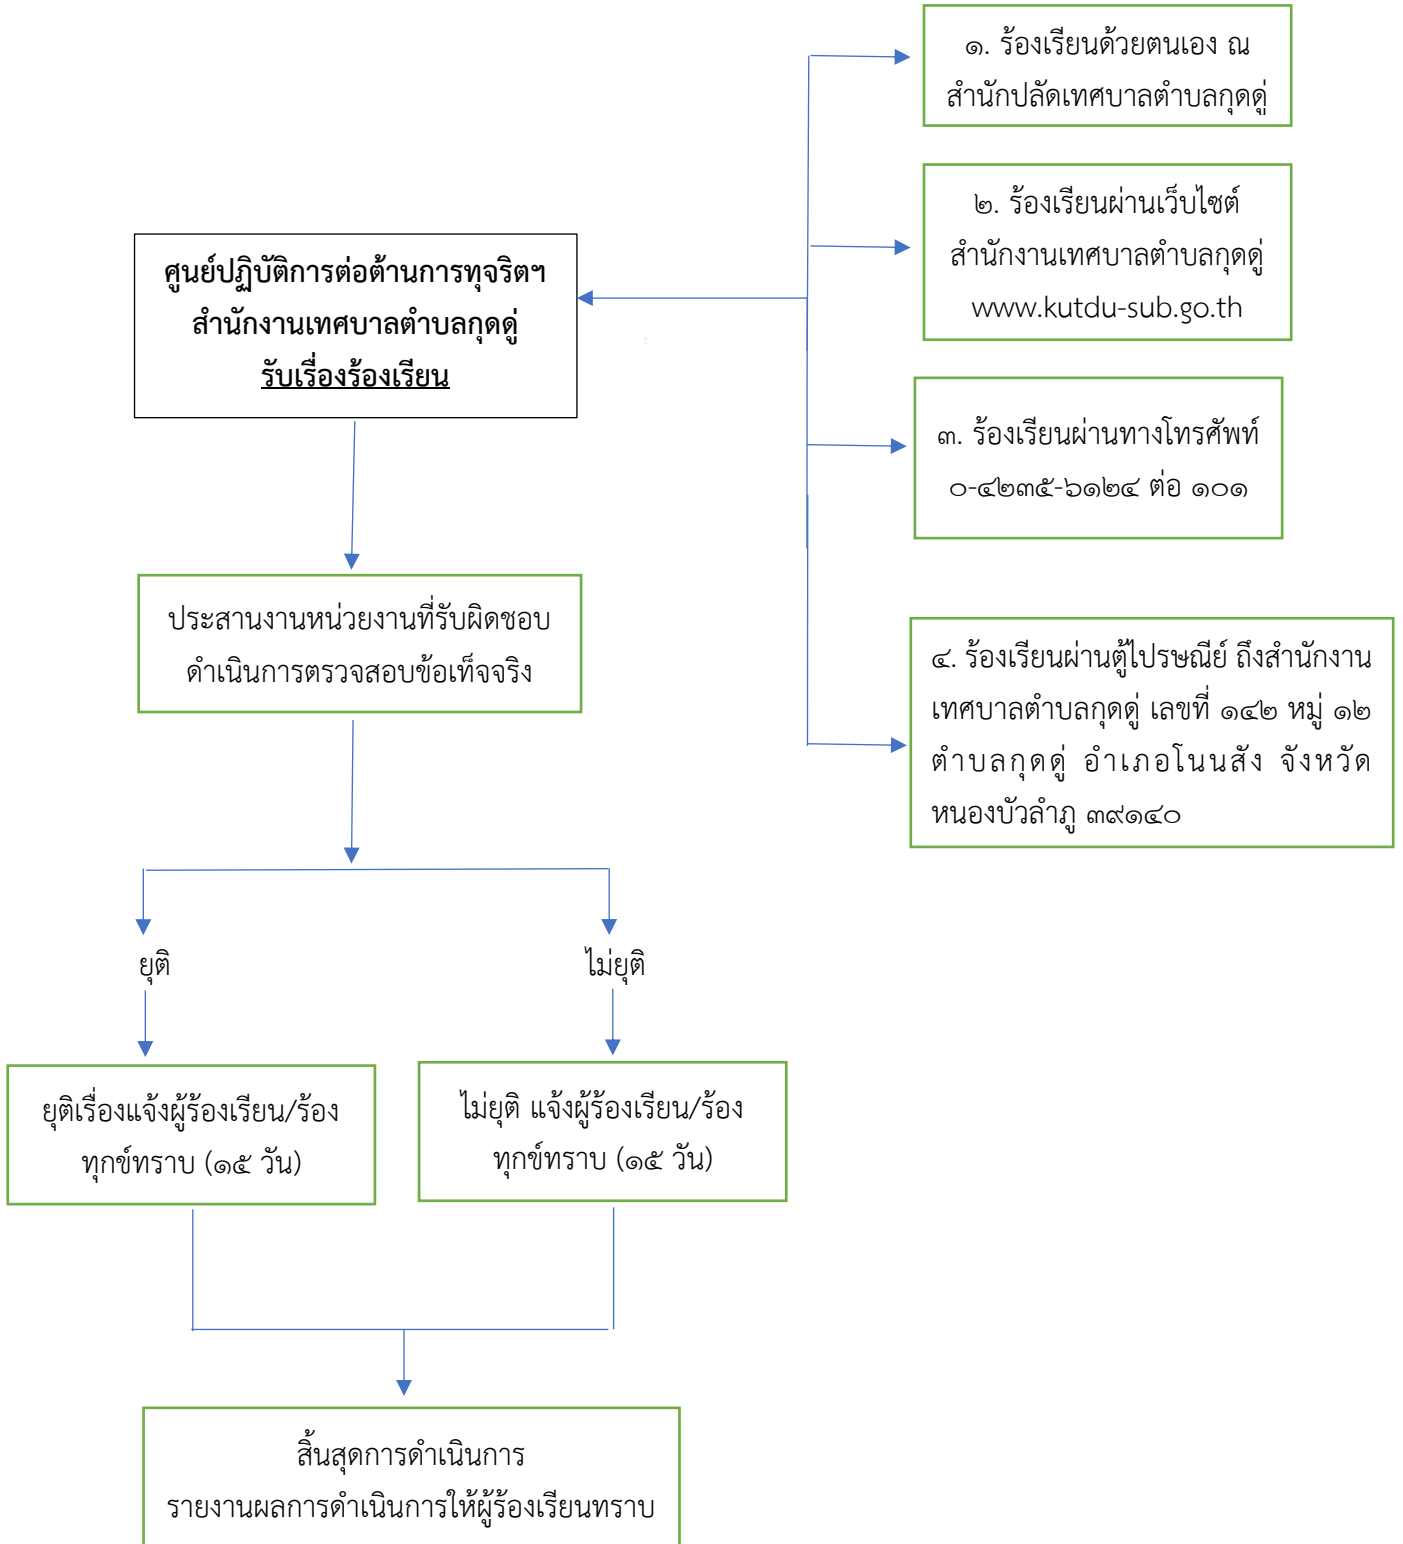 ๑. ร้องเรียนด้วยตนเอง ณ
สำนักปลัดเทศบาลตำบลกุดดู่
๒. ร้องเรียนผ่านเว็บไซต์
สำนักงานเทศบาลตำบลกุดดู่
www.kutdu-sub.go.th
ศูนย์ปฏิบัติการต่อต้านการทุจริตฯ
สำนักงานเทศบาลตำบลกุดดู่
รับเรื่องร้องเรียน
๓. ร้องเรียนผ่านทางโทรศัพท์
๐-๔๒๓๕-๖๑๒๔ ต่อ ๑๐๑
ประสานงานหน่วยงานที่รับผิดชอบ
ดำเนินการตรวจสอบข้อเท็จจริง
๔. ร้องเรียนผ่านตู้ไปรษณีย์ ถึงสำนักงาน
เทศบาลตำบลกุดดู่ เลขที่ ๑๔๒ หมู่ ๑๒
ตำบลกุดดู่ อำเภอโนนสัง จังหวัด
หนองบัวลำภู ๓๙๑๔๐
ยุติ
ไม่ยุติ
ยุติเรื่องแจ้งผู้ร้องเรียน/ร้อง
ทุกข์ทราบ (๑๕ วัน)
ไม่ยุติ แจ้งผู้ร้องเรียน/ร้อง
ทุกข์ทราบ (๑๕ วัน)
สิ้นสุดการดำเนินการ
รายงานผลการดำเนินการให้ผู้ร้องเรียนทราบ